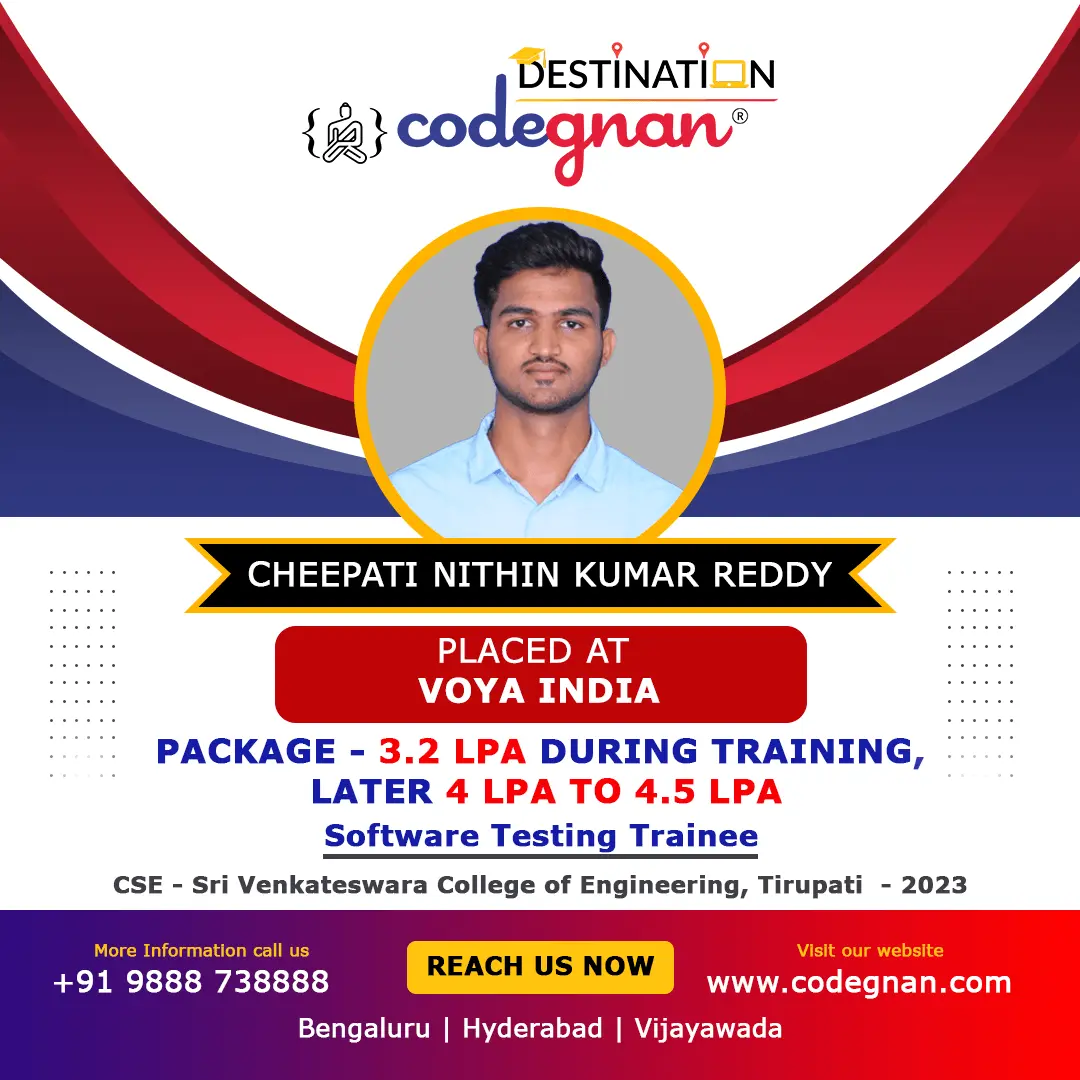 DESTINATION
{ } codegnan®
CHEEPATI NITHIN KUMAR REDDY
PLACED AT
VOYA INDIA
PACKAGE - 3.2 LPA DURING TRAINING,
LATER 4 LPA TO 4.5 LPA
Software Testing Trainee
CSE - Sri Venkateswara College of Engineering, Tirupati - 2023
More Information call us
+91 9888 738888
REACH US NOW
Visit our website
www.codegnan.com
Bengaluru | Hyderabad | Vijayawada